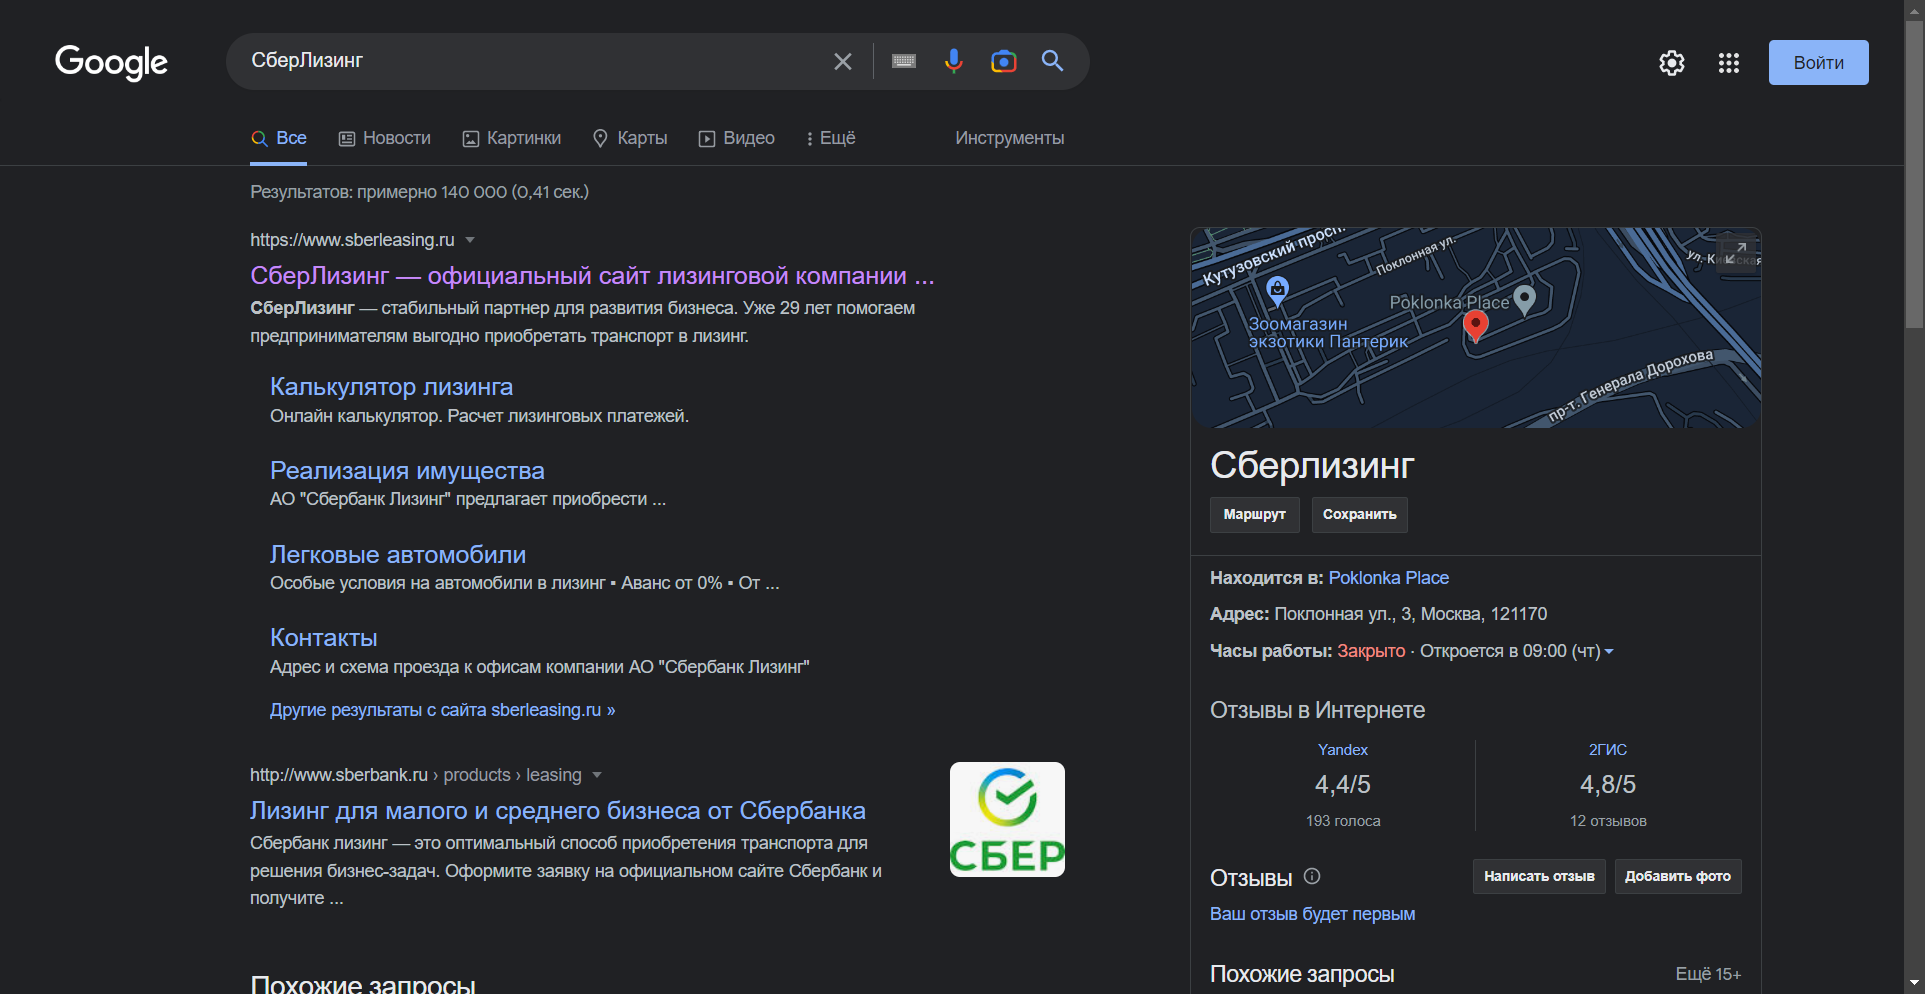 Google
СберЛизинг
Войти
Все
Новости
Картинки
Карты
Видео
Ещё
Инструменты
Результатов: примерно 140 000 (0,41 сек.)
https://www.sberleasing.ru
СберЛизинг — официальный сайт лизинговой компании ...
СберЛизинг — стабильный партнер для развития бизнеса. Уже 29 лет помогаем
предпринимателям выгодно приобретать транспорт в лизинг.
Калькулятор лизинга
Онлайн калькулятор. Расчет лизинговых платежей.
Реализация имущества
АО "Сбербанк Лизинг" предлагает приобрести ...
Легковые автомобили
Особые условия на автомобили в лизинг ▪ Аванс от 0% ▪ От ...
Контакты
Адрес и схема проезда к офисам компании АО "Сбербанк Лизинг"
Другие результаты с сайта sberleasing.ru »
http://www.sberbank.ru › products › leasing
Лизинг для малого и среднего бизнеса от Сбербанка
Сбербанк лизинг — это оптимальный способ приобретения транспорта для
решения бизнес-задач. Оформите заявку на официальном сайте Сбербанк и
получите ...
СБЕР
Похожие запросы
Кутузовский просп.
Поклонная ул.
Poklonka Place
Зоомагазин
экзотики Пантерик
пр-т. Генерала Дорохова
Сберлизинг
Маршрут
Сохранить
Находится в: Poklonka Place
Адрес: Поклонная ул., 3, Москва, 121170
Часы работы: Закрыто · Откроется в 09:00 (чт)
Отзывы в Интернете
Yandex
4,4/5
193 голоса
2ГИС
4,8/5
12 отзывов
Отзывы
Написать отзыв
Добавить фото
Ваш отзыв будет первым
Похожие запросы
Ещё 15+